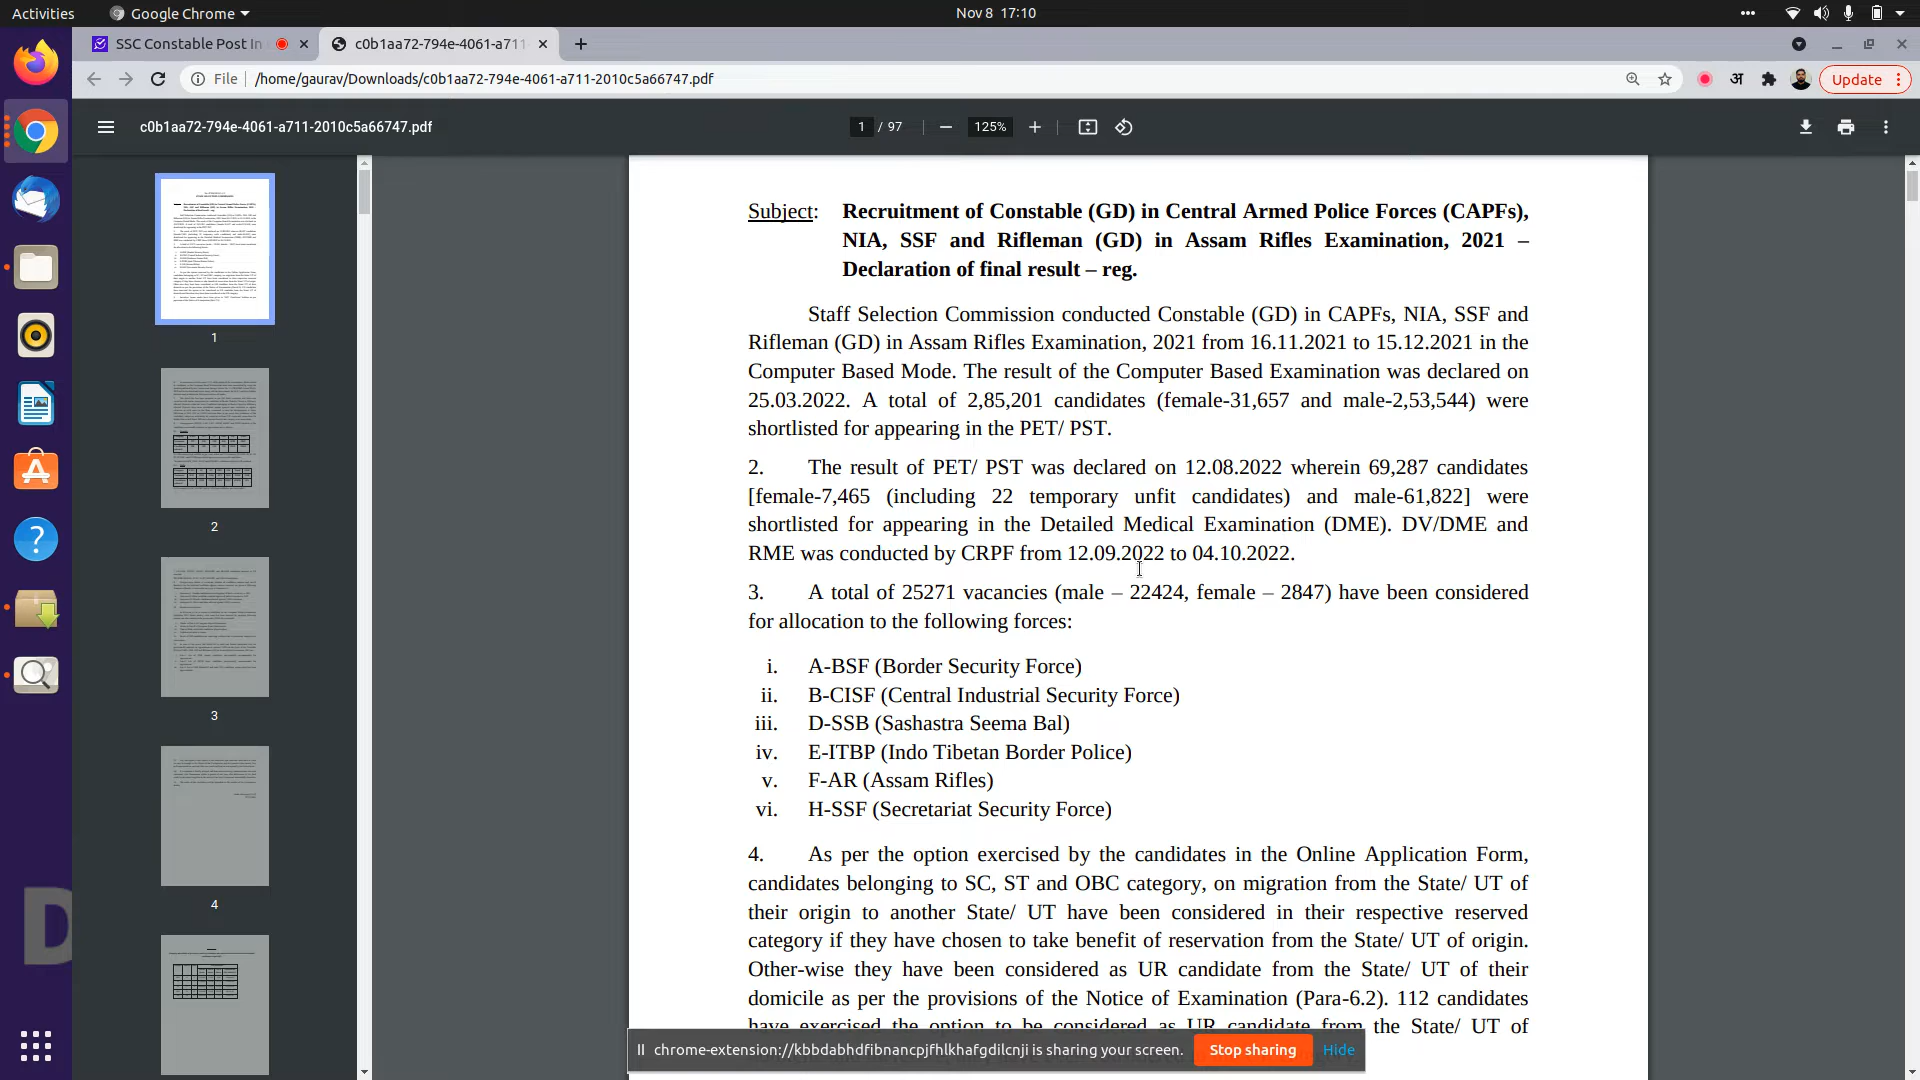 Activities
Google Chrome
Nov 8 17:10
SSC Constable Post In
c0b1aa72-794e-4061-a711-
File
/home/gaurav/Downloads/c0b1aa72-794e-4061-a711-2010c5a66747.pdf
अ
Update
c0b1aa72-794e-4061-a711-2010c5a66747.pdf
1 / 97
125%
1
2
3
4
Subject: Recruitment of Constable (GD) in Central Armed Police Forces (CAPFs),
NIA, SSF and Rifleman (GD) in Assam Rifles Examination, 2021 –
Declaration of final result – reg.
Staff Selection Commission conducted Constable (GD) in CAPFs, NIA, SSF and
Rifleman (GD) in Assam Rifles Examination, 2021 from 16.11.2021 to 15.12.2021 in the
Computer Based Mode. The result of the Computer Based Examination was declared on
25.03.2022. A total of 2,85,201 candidates (female-31,657 and male-2,53,544) were
shortlisted for appearing in the PET/ PST.
2. The result of PET/ PST was declared on 12.08.2022 wherein 69,287 candidates
[female-7,465 (including 22 temporary unfit candidates) and male-61,822] were
shortlisted for appearing in the Detailed Medical Examination (DME). DV/DME and
RME was conducted by CRPF from 12.09.2022 to 04.10.2022.
3. A total of 25271 vacancies (male – 22424, female – 2847) have been considered
for allocation to the following forces:
i. A-BSF (Border Security Force)
ii. B-CISF (Central Industrial Security Force)
iii. D-SSB (Sashastra Seema Bal)
iv. E-ITBP (Indo Tibetan Border Police)
v. F-AR (Assam Rifles)
vi. H-SSF (Secretariat Security Force)
4. As per the option exercised by the candidates in the Online Application Form,
candidates belonging to SC, ST and OBC category, on migration from the State/ UT of
their origin to another State/ UT have been considered in their respective reserved
category if they have chosen to take benefit of reservation from the State/ UT of origin.
Other-wise they have been considered as UR candidate from the State/ UT of their
domicile as per the provisions of the Notice of Examination (Para-6.2). 112 candidates
have exercised the option to be considered as UR candidate from the State/ UT of
chrome-extension://kbbdabhdfibnancpjfhlkhafgdilcnji is sharing your screen.
Stop sharing
Hide